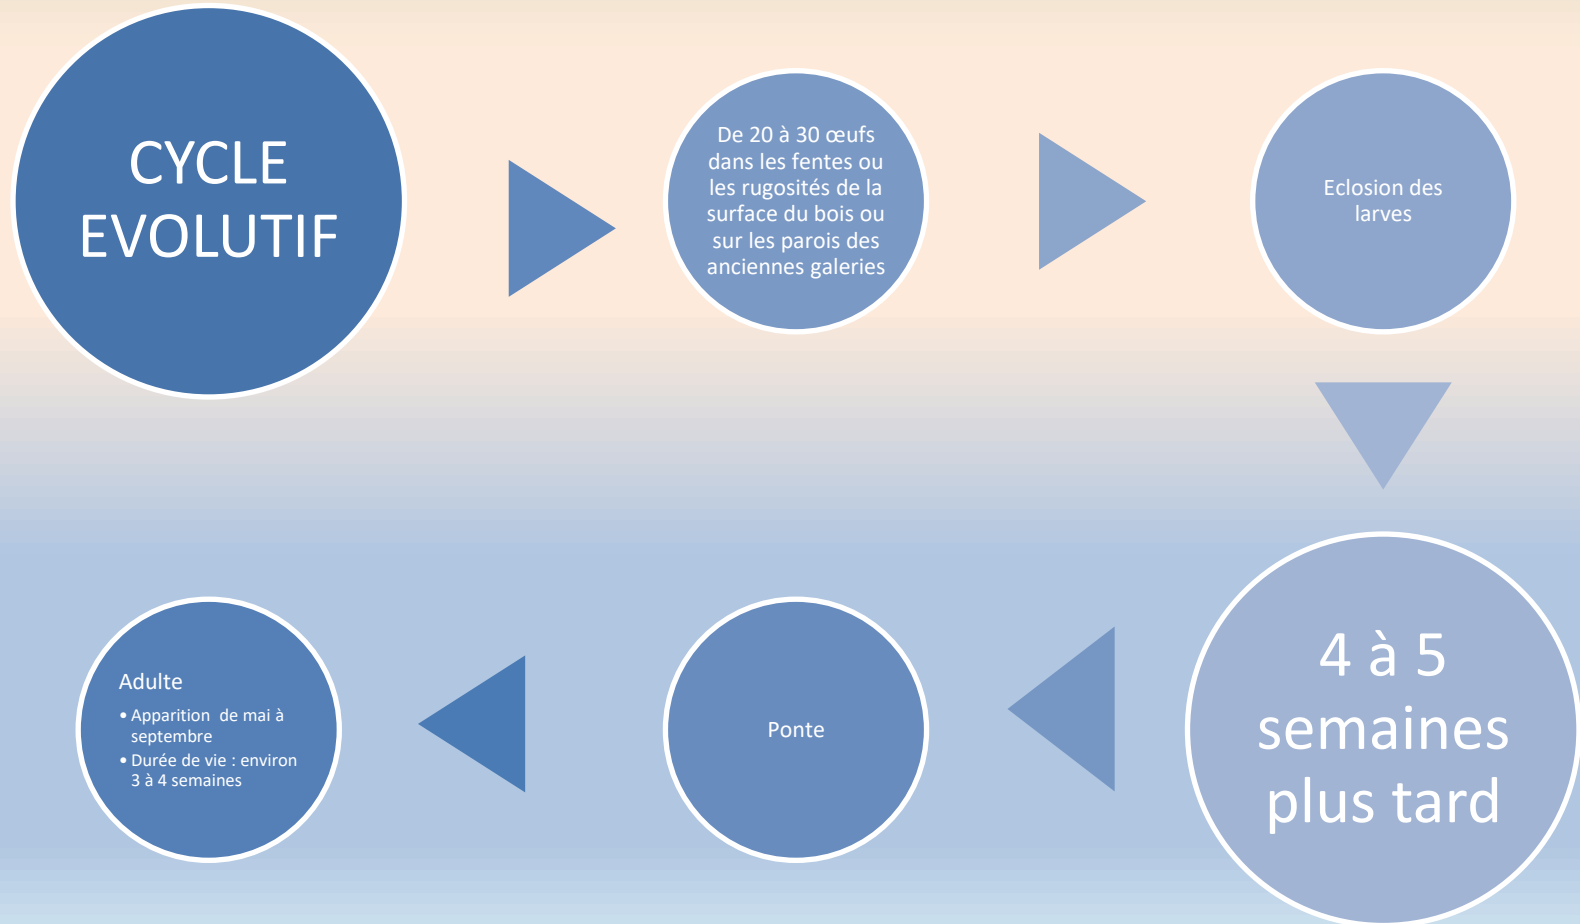 CYCLE
EVOLUTIF
De 20 à 30 œufs
dans les fentes ou
les rugosités de la
surface du bois ou
sur les parois des
anciennes galeries
Eclosion des
larves
4 à 5
semaines
plus tard
Ponte
Adulte
• Apparition de mai à
septembre
• Durée de vie : environ
3 à 4 semaines